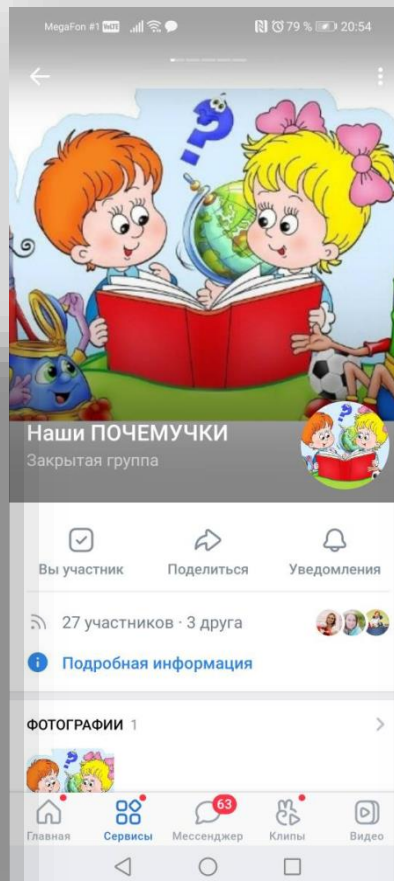 MegaFon #1 79 % 20:54
Наши ПОЧЕМУЧКИ
Закрытая группа
Вы участник Поделиться Уведомления
27 участников · 3 друга
Подробная информация
ФОТОГРАФИИ 1
63
Главная Сервисы Мессенджер Клипы Видео